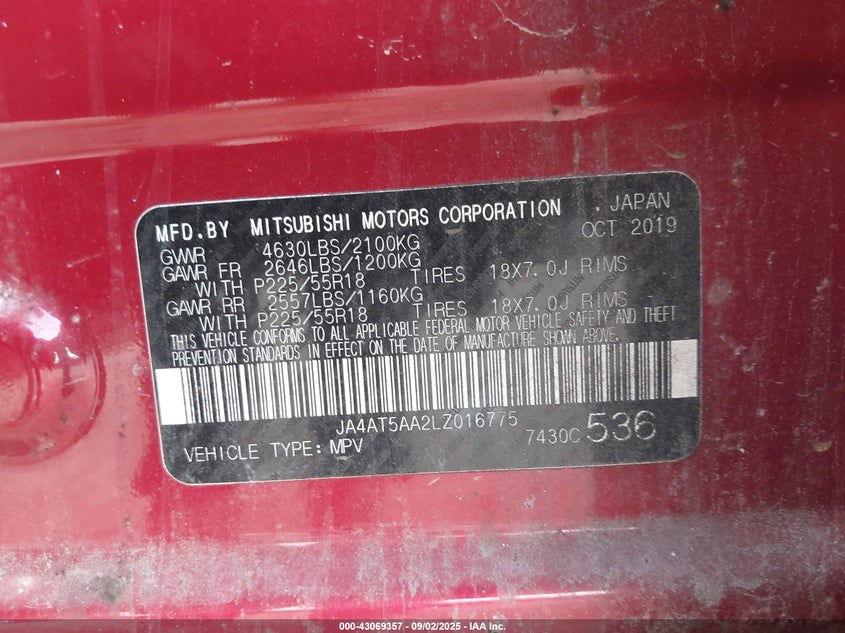 MFD.BY MITSUBISHI MOTORS CORPORATION . JAPAN
GVWR 4630LBS/2100KG OCT 2019
GAWR FR 2646LBS/1200KG
WITH P225/55R18 TIRES 18X7.0J RIMS
GAWR RR 2557LBS/1160KG
WITH P225/55R18 TIRES 18X7.0J RIMS
THIS VEHICLE CONFORMS TO ALL APPLICABLE FEDERAL MOTOR VEHICLE SAFETY AND THEFT
PREVENTION STANDARDS IN EFFECT ON THE DATE OF MANUFACTURE SHOWN ABOVE.
JA4AT5AA2LZ016775
VEHICLE TYPE: MPV 7430C 536
000-43069357 - 09/02/2025 - IAA Inc.